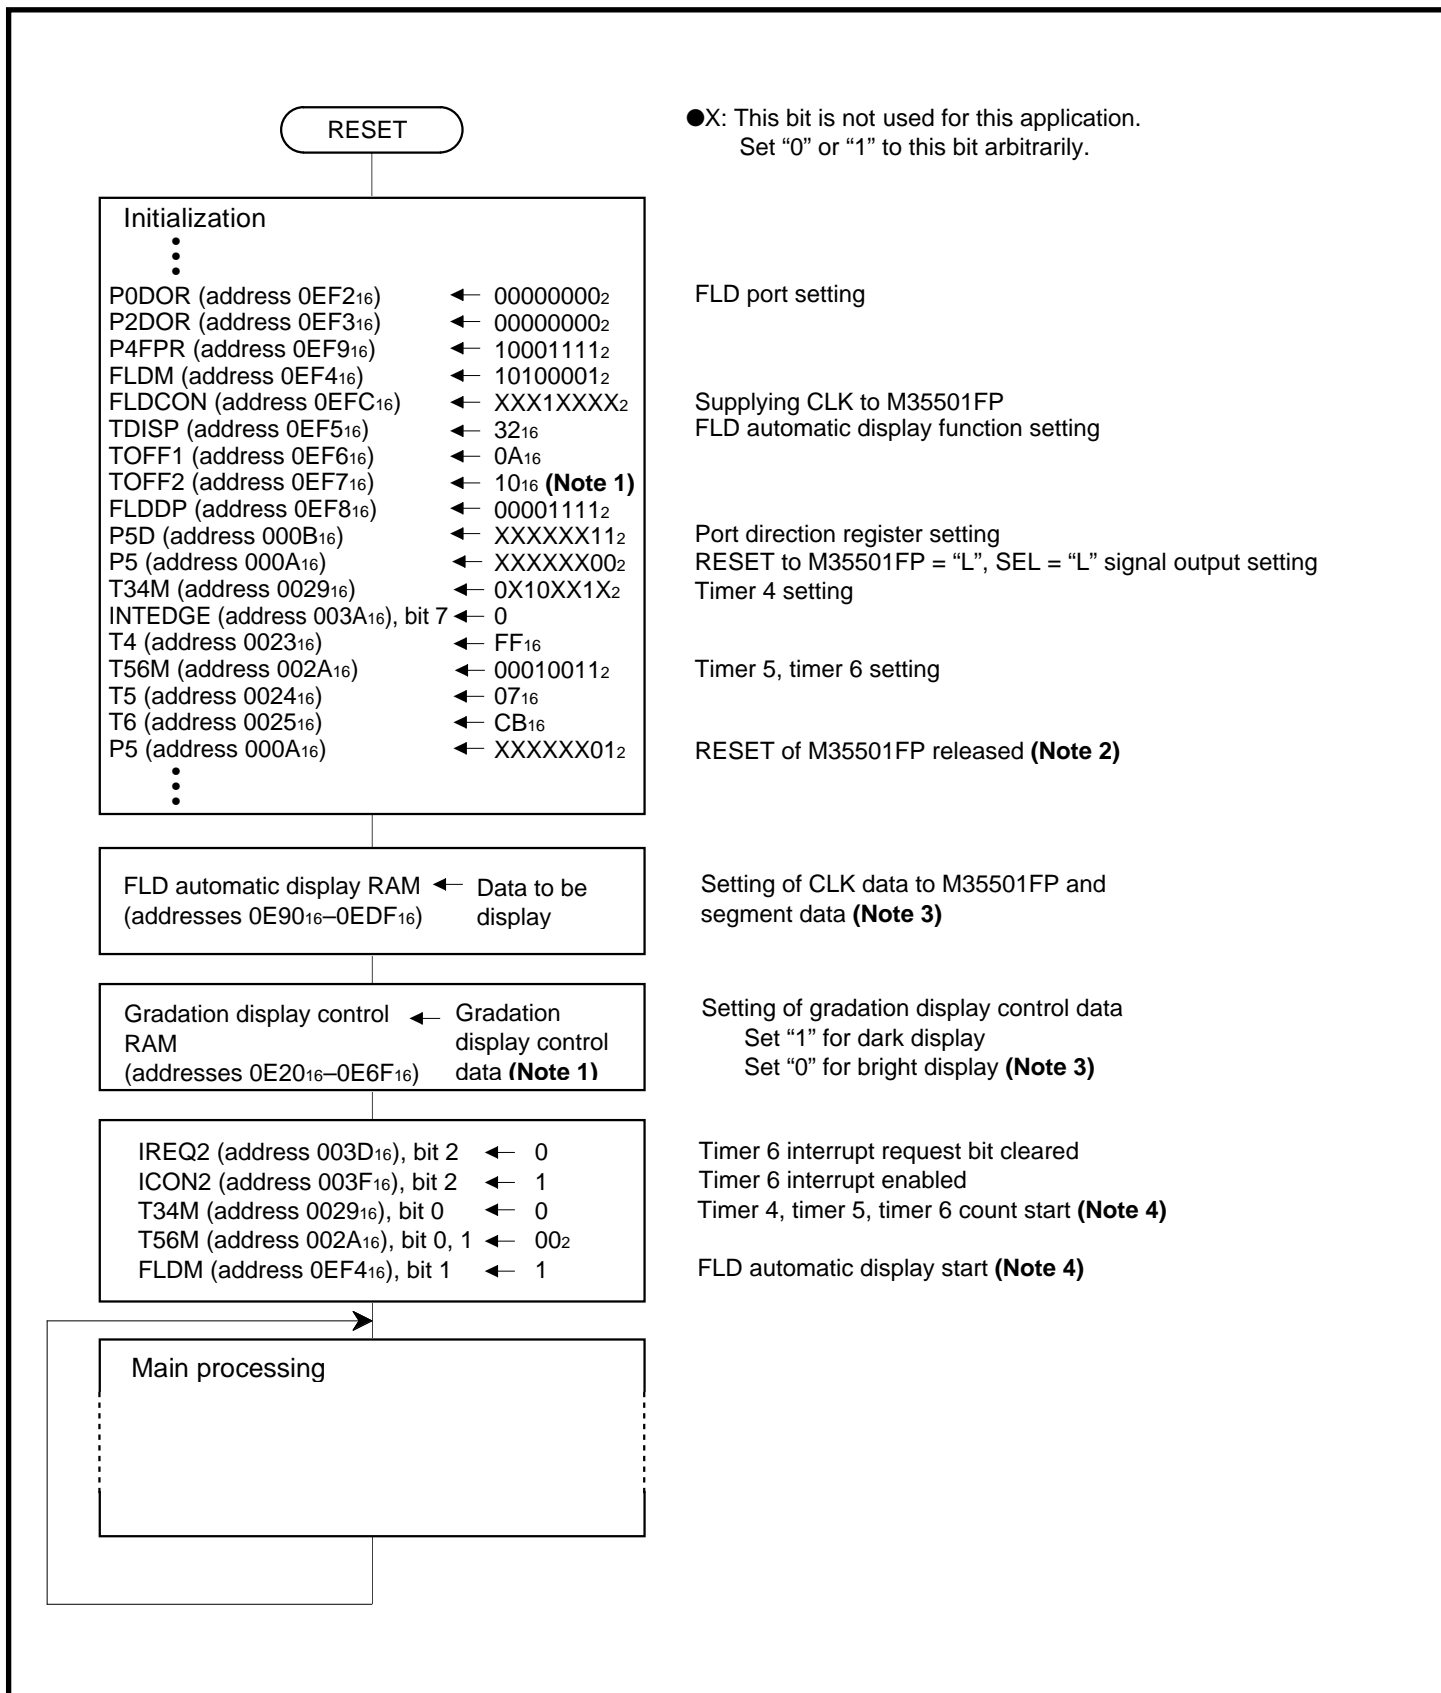 RESET
●X: This bit is not used for this application.
Set “0” or “1” to this bit arbitrarily.
Initialization
P0DOR (address 0EF216) ← 000000002 FLD port setting
P2DOR (address 0EF316) ← 000000002
P4FPR (address 0EF916) ← 100011112
FLDM (address 0EF416) ← 101000012
FLDCON (address 0EFC16) ← XXX1XXXX2 Supplying CLK to M35501FP
TDISP (address 0EF516) ← 3216 FLD automatic display function setting
TOFF1 (address 0EF616) ← 0A16
TOFF2 (address 0EF716) ← 1016 (Note 1)
FLDDP (address 0EF816) ← 000011112
P5D (address 000B16) ← XXXXXX112 Port direction register setting
P5 (address 000A16) ← XXXXXX002 RESET to M35501FP = “L”, SEL = “L” signal output setting
T34M (address 002916) ← 0X10XX1X2 Timer 4 setting
INTEDGE (address 003A16), bit 7 ← 0
T4 (address 002316) ← FF16
T56M (address 002A16) ← 000100112 Timer 5, timer 6 setting
T5 (address 002416) ← 0716
T6 (address 002516) ← CB16
P5 (address 000A16) ← XXXXXX012 RESET of M35501FP released (Note 2)
FLD automatic display RAM ← Data to be
(addresses 0E9016–0EDF16) display
Setting of CLK data to M35501FP and
segment data (Note 3)
Gradation display control ← Gradation
RAM display control
(addresses 0E2016–0E6F16) data (Note 1)
Setting of gradation display control data
Set “1” for dark display
Set “0” for bright display (Note 3)
IREQ2 (address 003D16), bit 2 ← 0 Timer 6 interrupt request bit cleared
ICON2 (address 003F16), bit 2 ← 1 Timer 6 interrupt enabled
T34M (address 002916), bit 0 ← 0 Timer 4, timer 5, timer 6 count start (Note 4)
T56M (address 002A16), bit 0, 1 ← 002
FLDM (address 0EF416), bit 1 ← 1 FLD automatic display start (Note 4)
Main processing